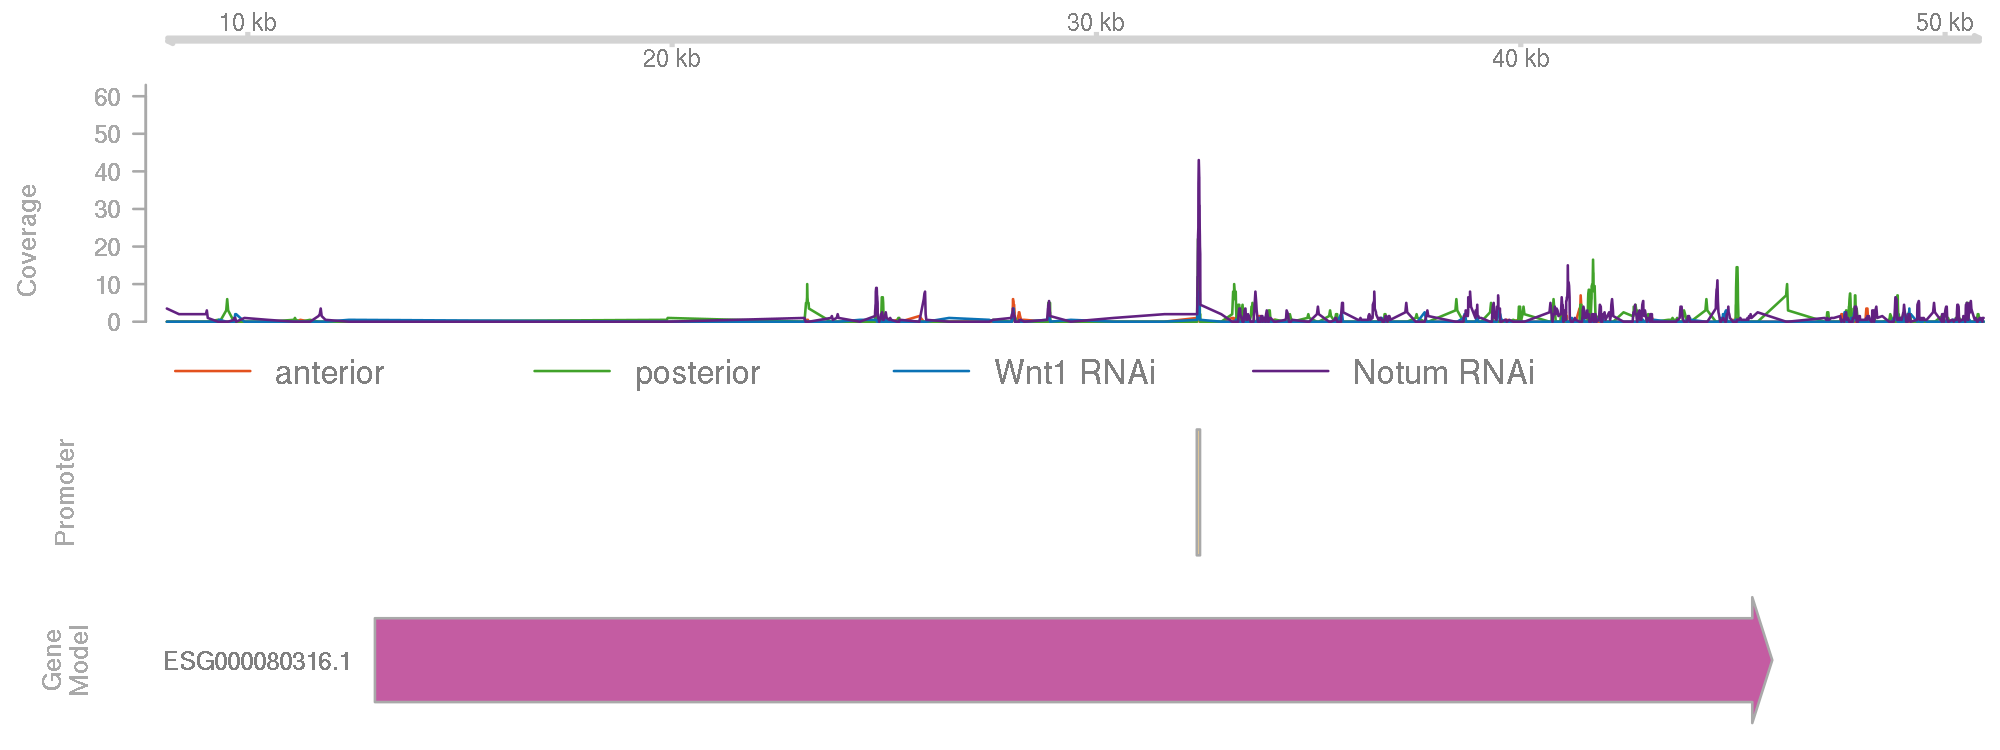 10 kb
30 kb
50 kb
20 kb
40 kb
60
50
40
30
20
10
0
Coverage
anterior
posterior
Wnt1 RNAi
Notum RNAi
Promoter
Gene
Model
ESG000080316.1